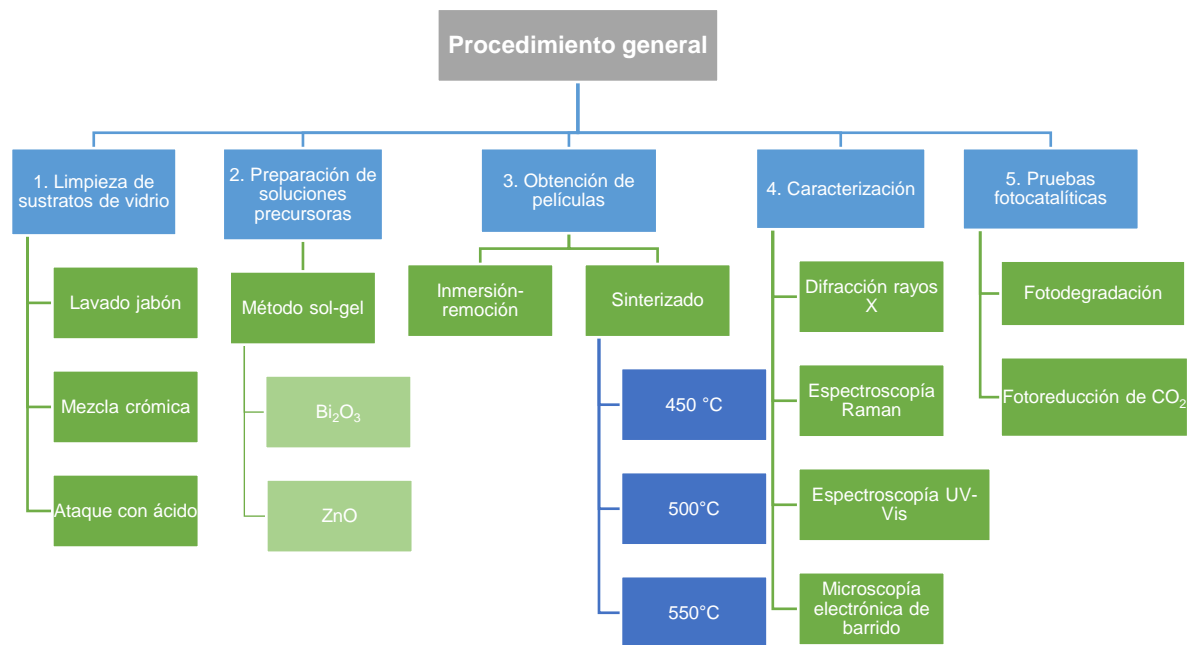 Procedimiento general
1. Limpieza de
sustratos de vidrio
Lavado jabón
Mezcla crómica
Ataque con ácido
2. Preparación de
soluciones
precursoras
Método sol-gel
Bi₂O₃
ZnO
3. Obtención de
películas
Inmersión-
remoción
Sinterizado
450 °C
500°C
550°C
4. Caracterización
Difracción rayos
X
Espectroscopía
Raman
Espectroscopía UV-
Vis
Microscopía
electrónica de
barrido
5. Pruebas
fotocatalíticas
Fotodegradación
Fotoreducción de CO₂